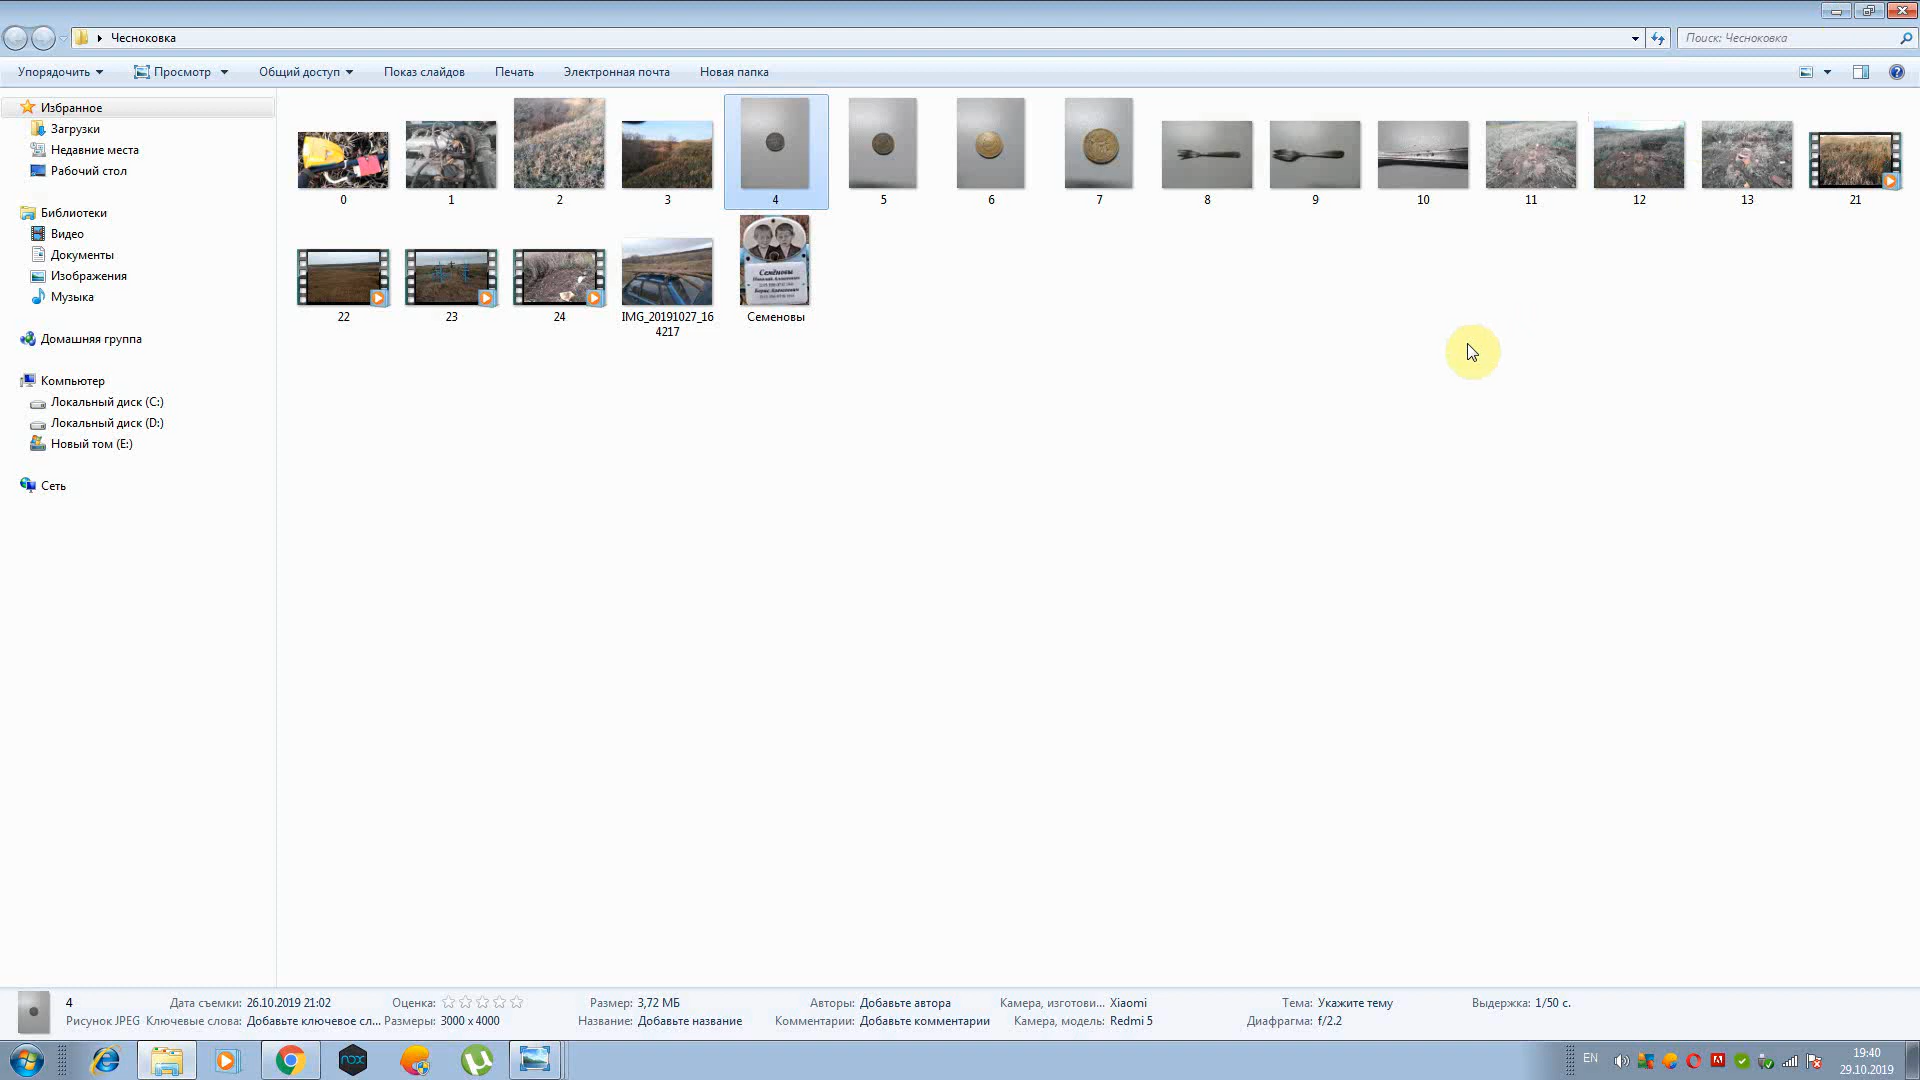 Чесноковка
Поиск: Чесноковка
Упорядочить Просмотр Общий доступ Показ слайдов Печать Электронная почта Новая папка
Избранное
Загрузки
Недавние места
Рабочий стол
Библиотеки
Видео
Документы
Изображения
Музыка
Домашняя группа
Компьютер
Локальный диск (C:)
Локальный диск (D:)
Новый том (E:)
Сеть
0 1 2 3 4 5 6 7 8 9 10 11 12 13 21
Семёновы
22 23 24 IMG_20191027_16 Семеновы
4217
4 Дата съемки: 26.10.2019 21:02 Оценка: Размер: 3,72 МБ Авторы: Добавьте автора Камера, изготови... Xiaomi Тема: Укажите тему Выдержка: 1/50 с.
Рисунок JPEG Ключевые слова: Добавьте ключевое сл... Размеры: 3000 x 4000 Название: Добавьте название Комментарии: Добавьте комментарии Камера, модель: Redmi 5 Диафрагма: f/2.2
nox
EN
19:40
29.10.2019